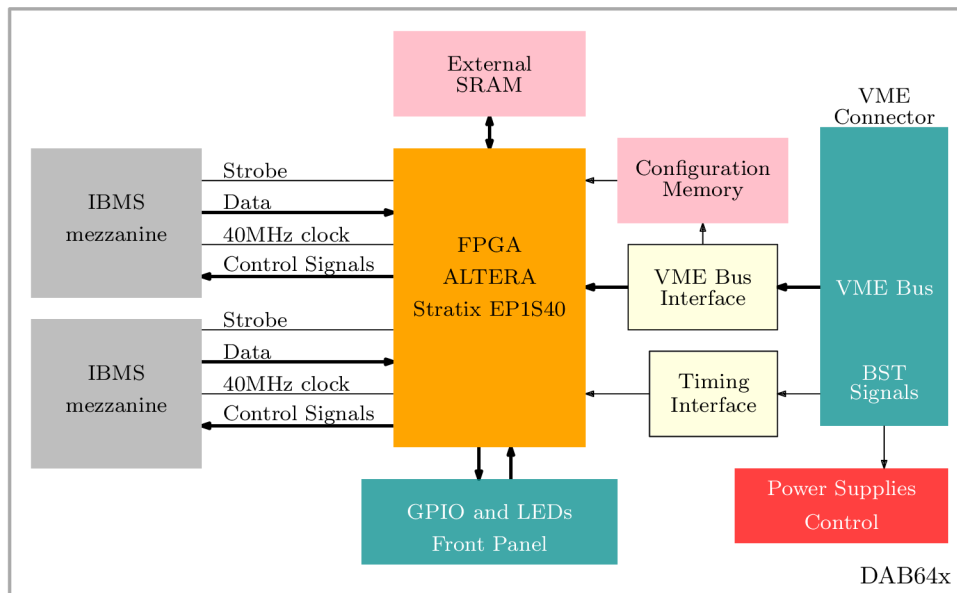 External
SRAM
VME
Connector
Strobe
Data
40MHz clock
Control Signals
IBMS
mezzanine
Configuration
Memory
FPGA
ALTERA
Stratix EP1S40
VME Bus
Interface
VME Bus
Strobe
Data
40MHz clock
Control Signals
IBMS
mezzanine
Timing
Interface
BST
Signals
GPIO and LEDs
Front Panel
Power Supplies
Control
DAB64x